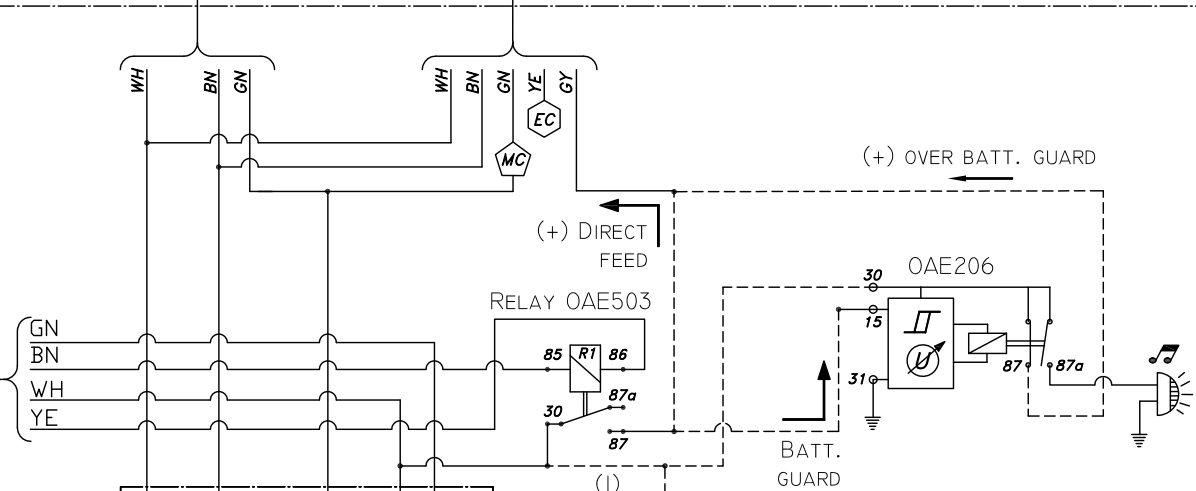 WH BN GN WH BN GN YE GY
EC
MC
(+) OVER BATT. GUARD
(+) DIRECT
FEED
RELAY OAE503
OAE206
30
15
31
87
87a
GN
BN
WH
YE
85 R1 86
87a
30
87
U
BATT.
GUARD
(1)